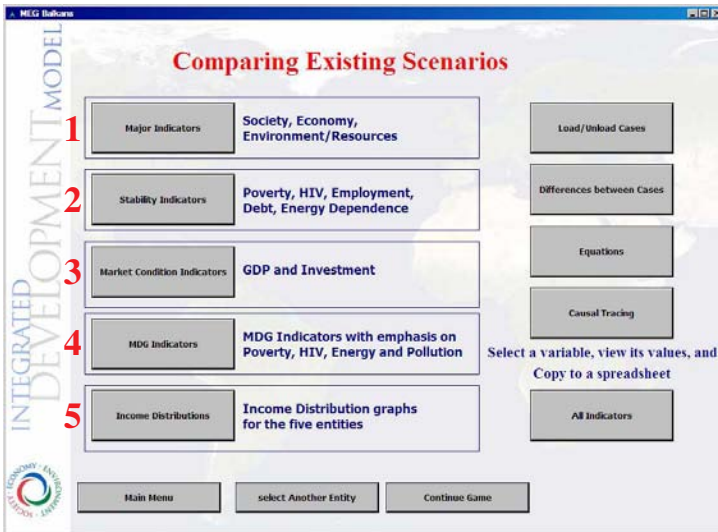 MEG Balkans
INTEGRATED
DEVELOPMENT MODEL
Comparing Existing Scenarios
1
Major Indicators
Society, Economy,
Environment/Resources
2
Stability Indicators
Poverty, HIV, Employment,
Debt, Energy Dependence
3
Market Condition Indicators
GDP and Investment
4
MDG Indicators
MDG Indicators with emphasis on
Poverty, HIV, Energy and Pollution
5
Income Distributions
Income Distribution graphs
for the five entities
Load/Unload Cases
Differences between Cases
Equations
Causal Tracing
Select a variable, view its values, and
Copy to a spreadsheet
All Indicators
SOCIETY - ECONOMY - ENVIRONMENT
Main Menu
select Another Entity
Continue Game